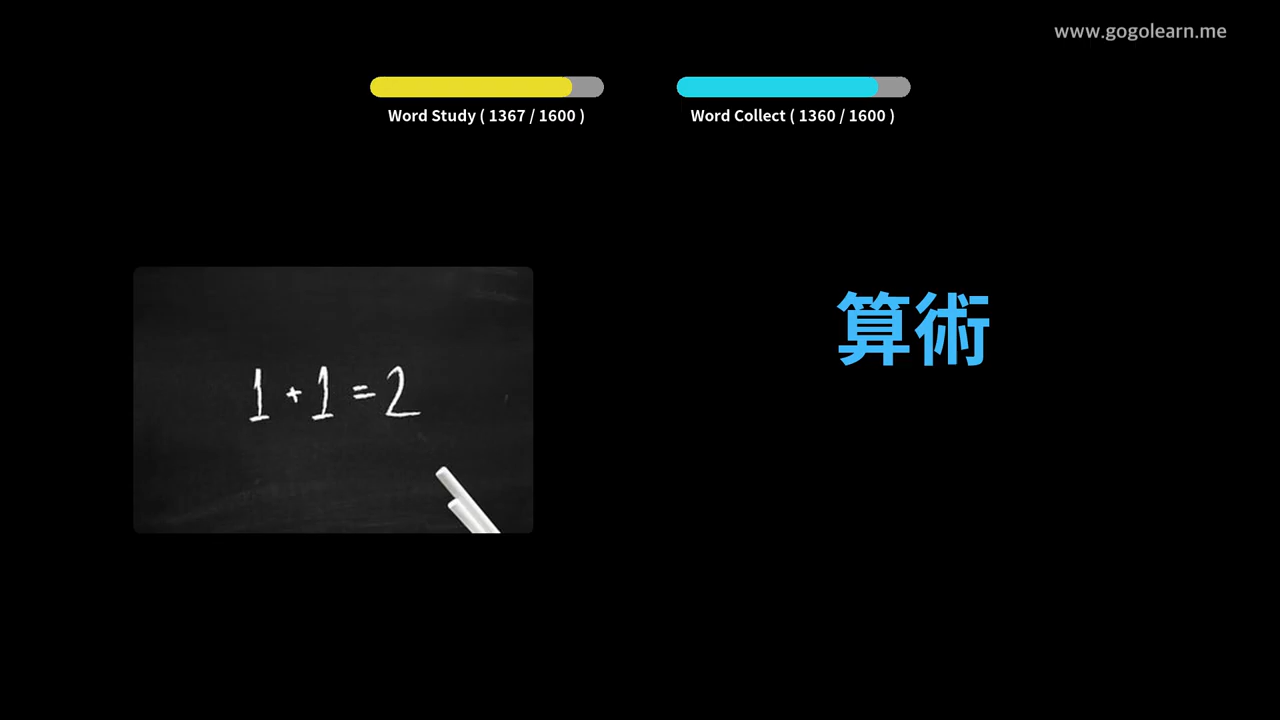 www.gogolearn.me
Word Study ( 1367 / 1600 )
Word Collect ( 1360 / 1600 )
算術
1 + 1 = 2